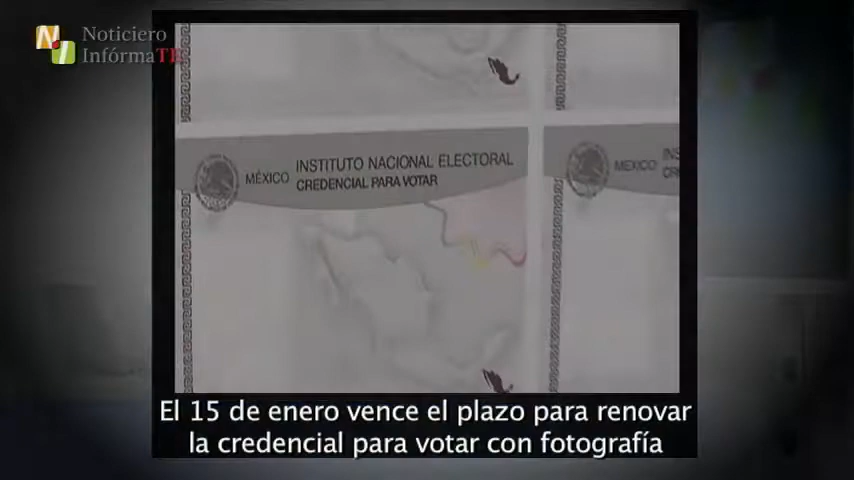 Noticiero
InfórmaTE
MÉXICO INSTITUTO NACIONAL ELECTORAL
CREDENCIAL PARA VOTAR
MÉXICO
El 15 de enero vence el plazo para renovar
la credencial para votar con fotografía